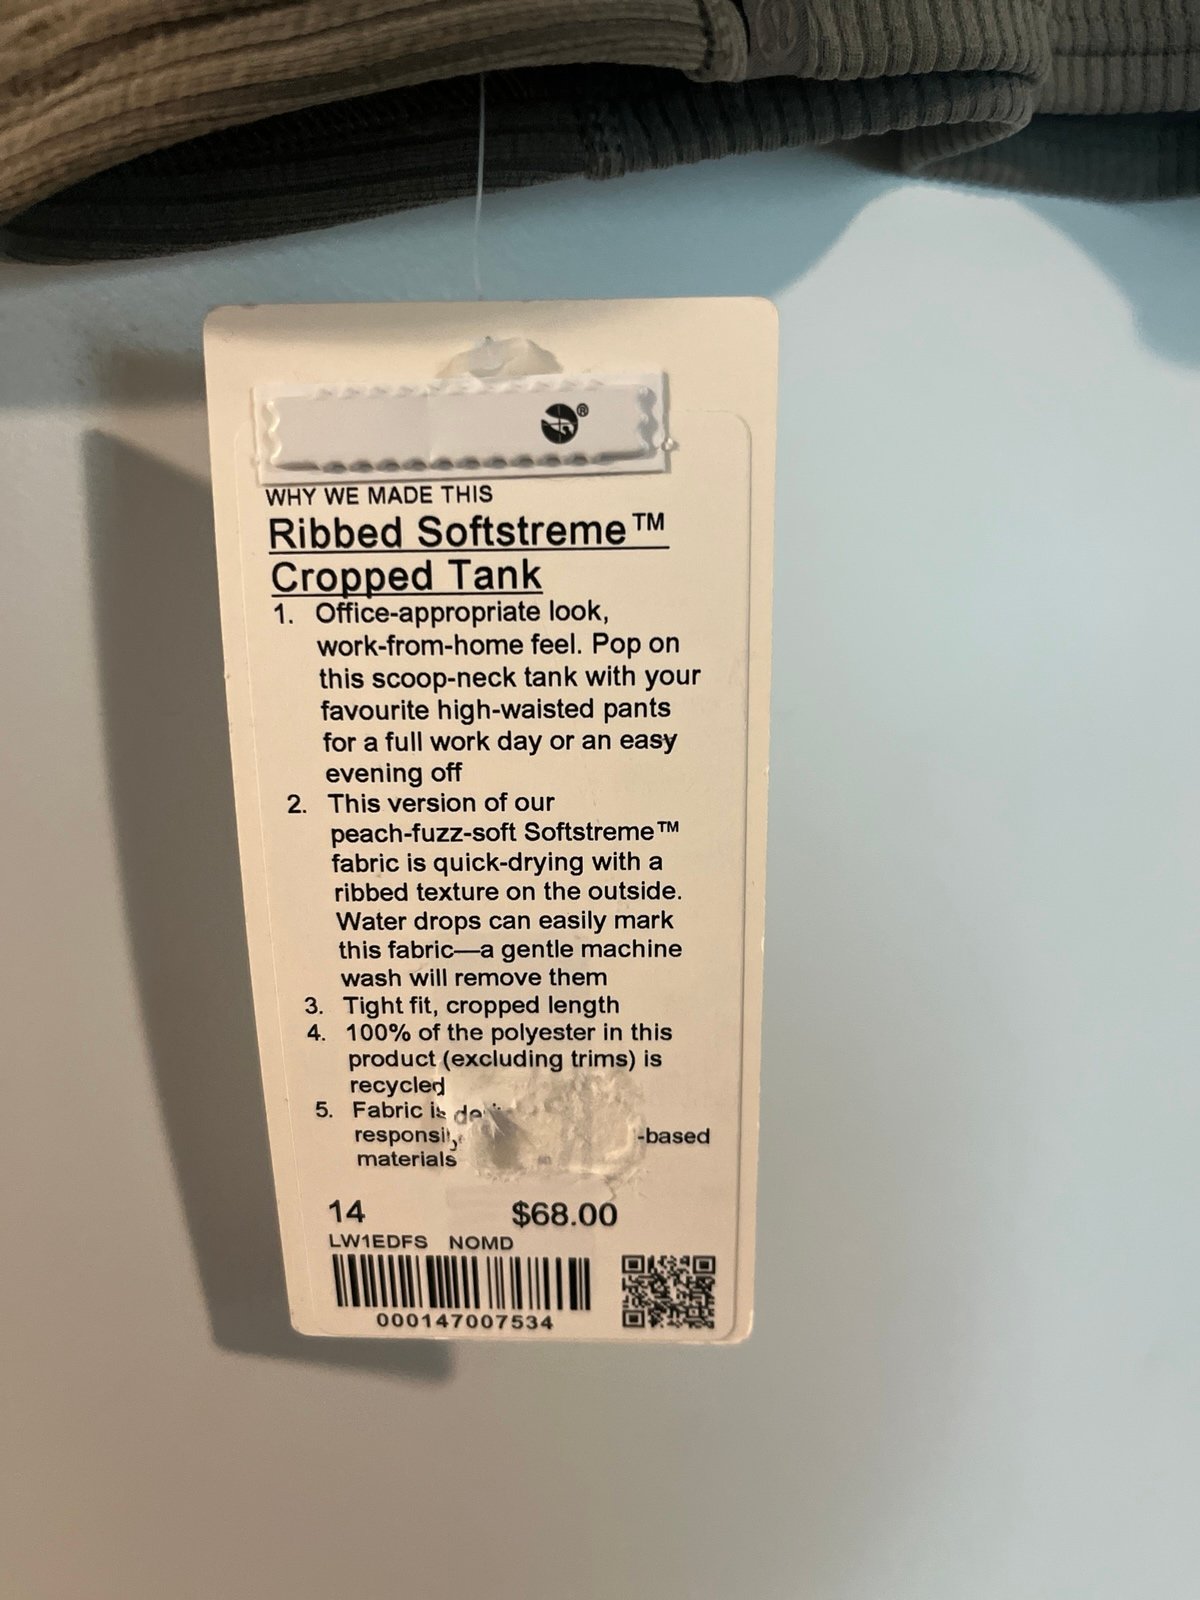 ®
WHY WE MADE THIS
Ribbed Softstreme™
Cropped Tank
1. Office-appropriate look,
work-from-home feel. Pop on
this scoop-neck tank with your
favourite high-waisted pants
for a full work day or an easy
evening off
2. This version of our
peach-fuzz-soft Softstreme™
fabric is quick-drying with a
ribbed texture on the outside.
Water drops can easily mark
this fabric—a gentle machine
wash will remove them
3. Tight fit, cropped length
4. 100% of the polyester in this
product (excluding trims) is
recycled
5. Fabric is
-based
materials
14 $68.00
LW1EDFS NOMD
000147007534